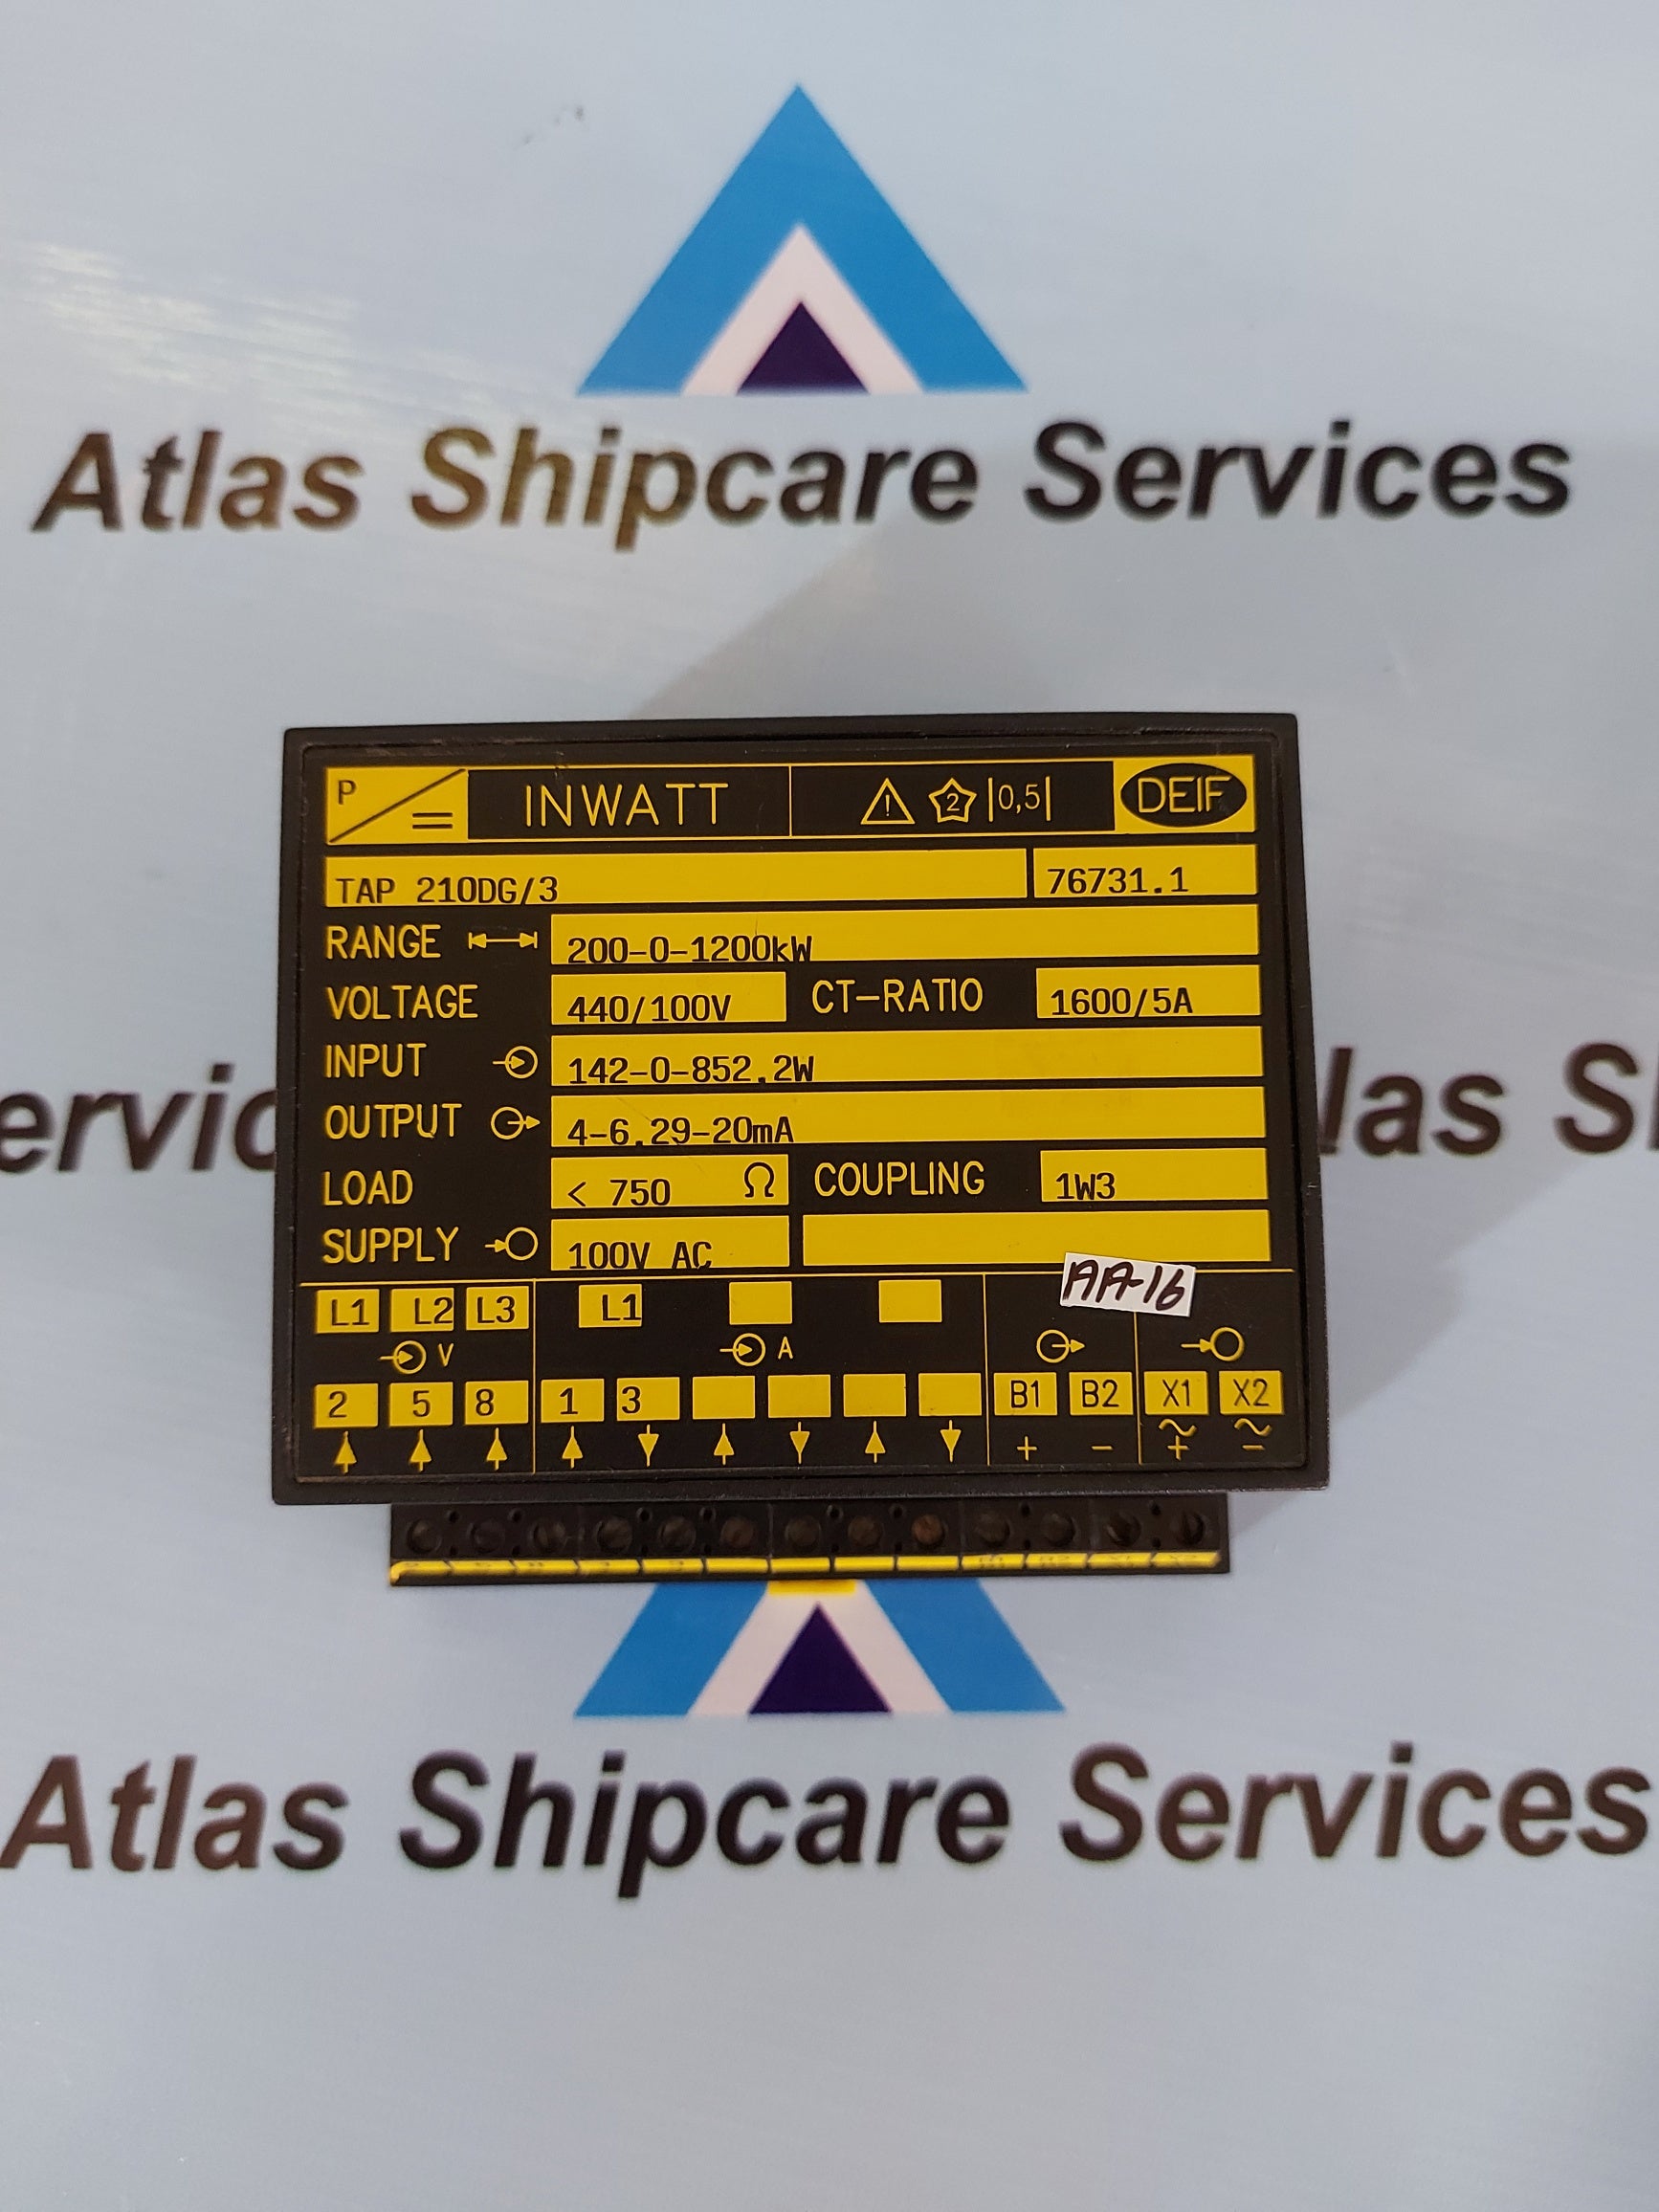 Atlas Shipcare Services
P INWATT ! 2 |0,5| DEIF
TAP 210DG/3 76731.1
RANGE 200-0-1200kW
VOLTAGE 440/100V CT-RATIO 1600/5A
ervic las S
INPUT 142-0-852.2W
OUTPUT 4-6.29-20mA
LOAD < 750 Ω COUPLING 1W3
SUPPLY 100V AC
AA-16
L1 L2 L3 L1
V A
2 5 8 1 3 B1 B2 X1 X2
+ - ~+ ~-
Atlas Shipcare Services